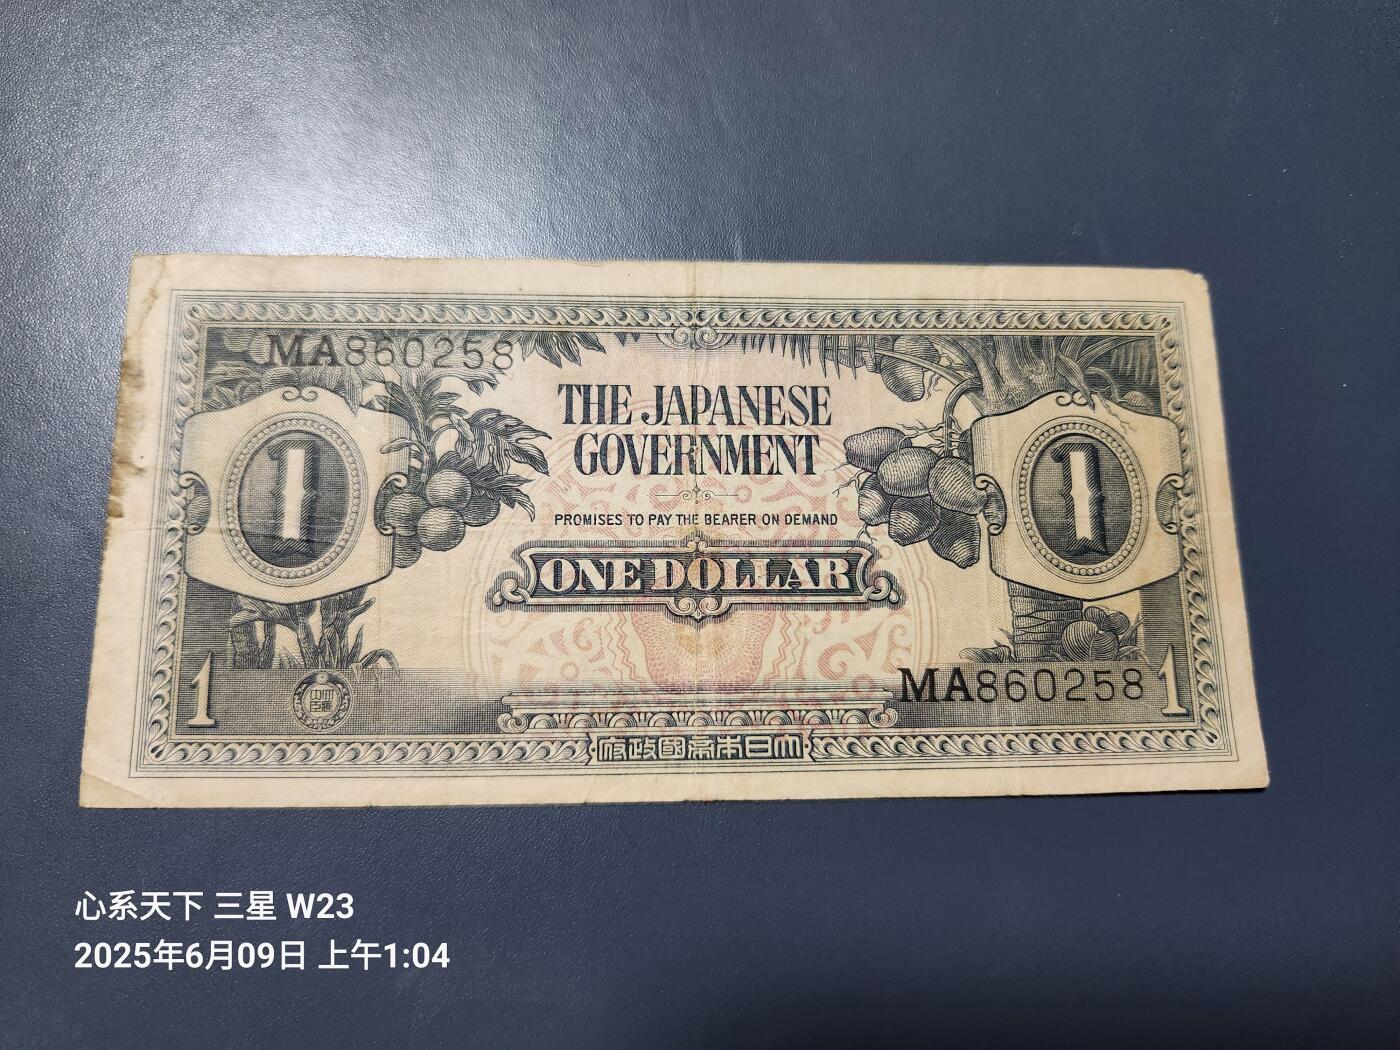 MA860258
THE JAPANESE
GOVERNMENT
1
1
PROMISES TO PAY THE BEARER ON DEMAND
ONE DOLLAR
MA860258
1
1
府政國帝本日大
心系天下 三星 W23
2025年6月09日 上午1:04